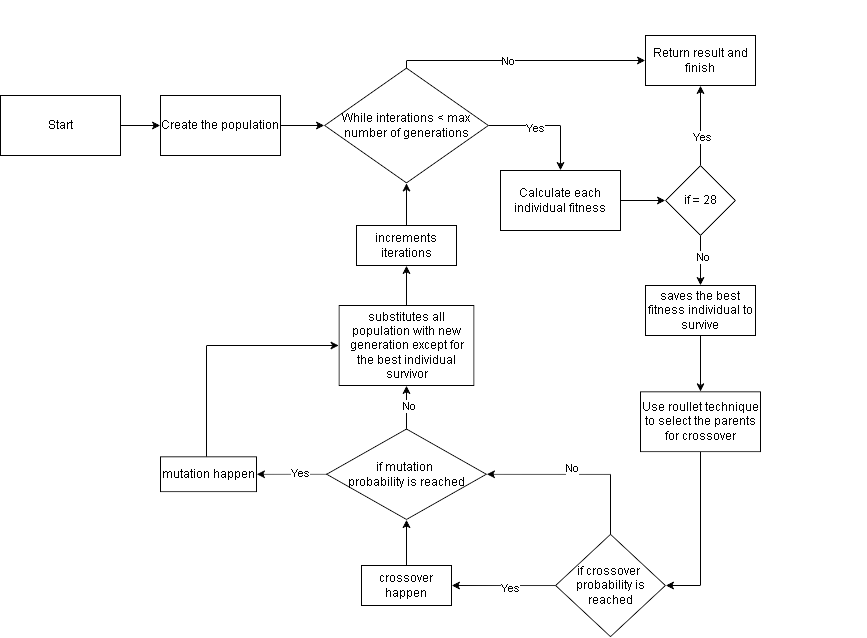 Start
Create the population
While interations < max
number of generations
No
Return result and
finish
Yes
Calculate each
individual fitness
if = 28
Yes
No
saves the best
fitness individual to
survive
Use roullet technique
to select the parents
for crossover
if crossover
probability is
reached
No
Yes
crossover
happen
if mutation
probability is reached
Yes
mutation happen
No
substitutes all
population with new
generation except for
the best individual
survivor
increments
iterations